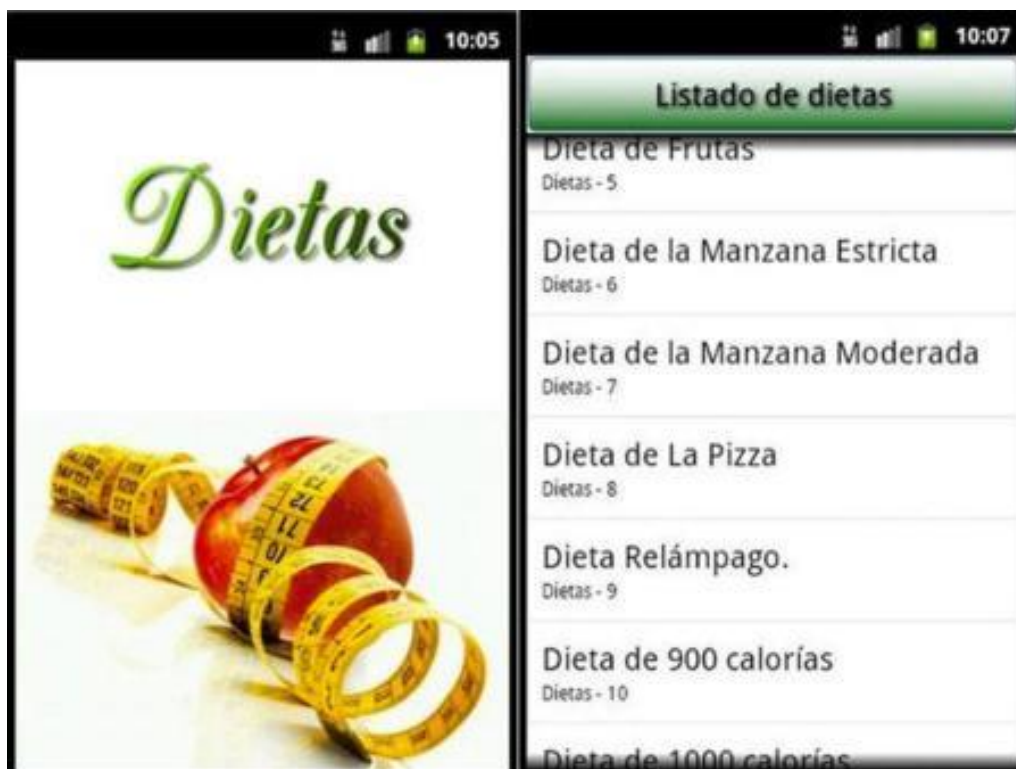 10:05
Dietas
10:07
Listado de dietas
Dieta de Frutas
Dietas - 5
Dieta de la Manzana Estricta
Dietas - 6
Dieta de la Manzana Moderada
Dietas - 7
Dieta de La Pizza
Dietas - 8
Dieta Relámpago.
Dietas - 9
Dieta de 900 calorías
Dietas - 10
Dieta de 1000 calorías